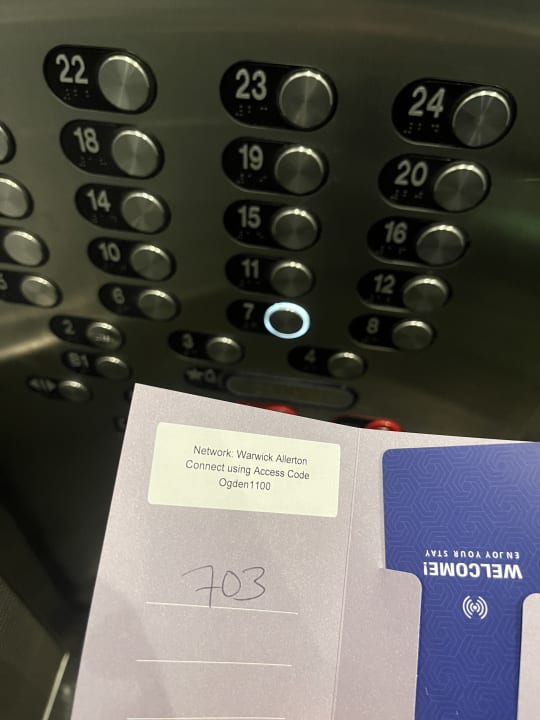 22
23
24
18
19
20
14
15
16
10
11
12
6
7
8
2
3
4
B1
★G
Network: Warwick Allerton
Connect using Access Code
Ogden1100
703
WELCOME!
ENJOY YOUR STAY